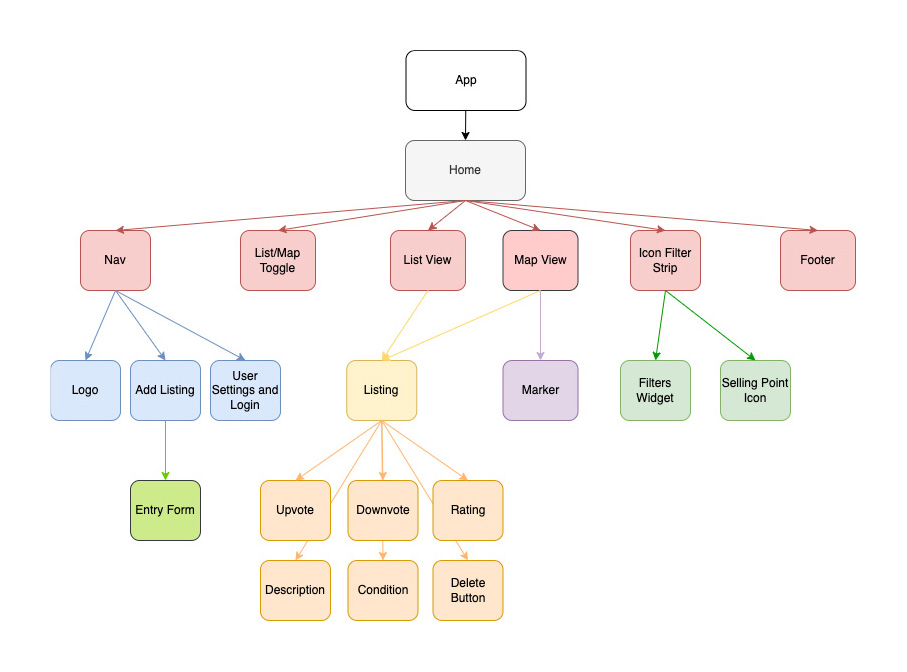 App
Home
Nav
List/Map
Toggle
List View
Map View
Icon Filter
Strip
Footer
Logo
Add Listing
User
Settings and
Login
Listing
Marker
Filters
Widget
Selling Point
Icon
Entry Form
Upvote
Downvote
Rating
Description
Condition
Delete
Button